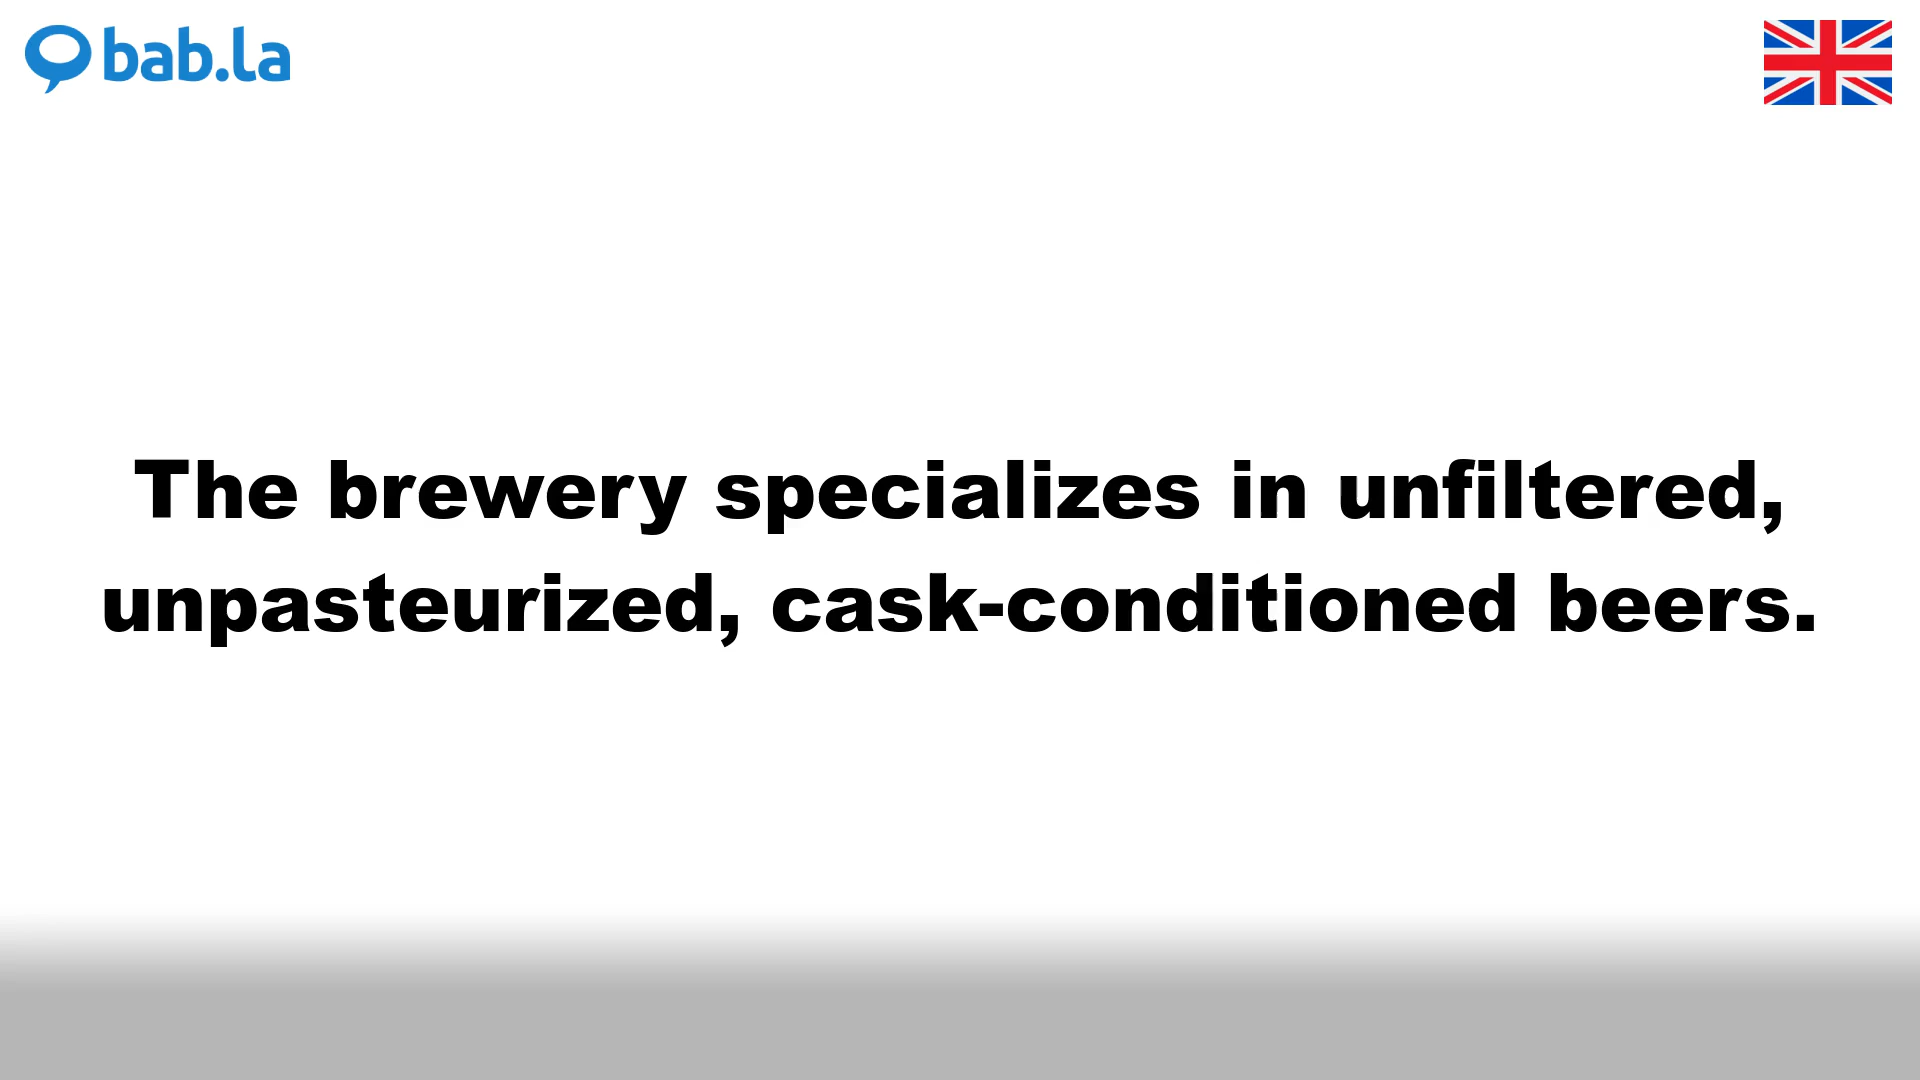 bab.la
The brewery specializes in unfiltered,
unpasteurized, cask-conditioned beers.